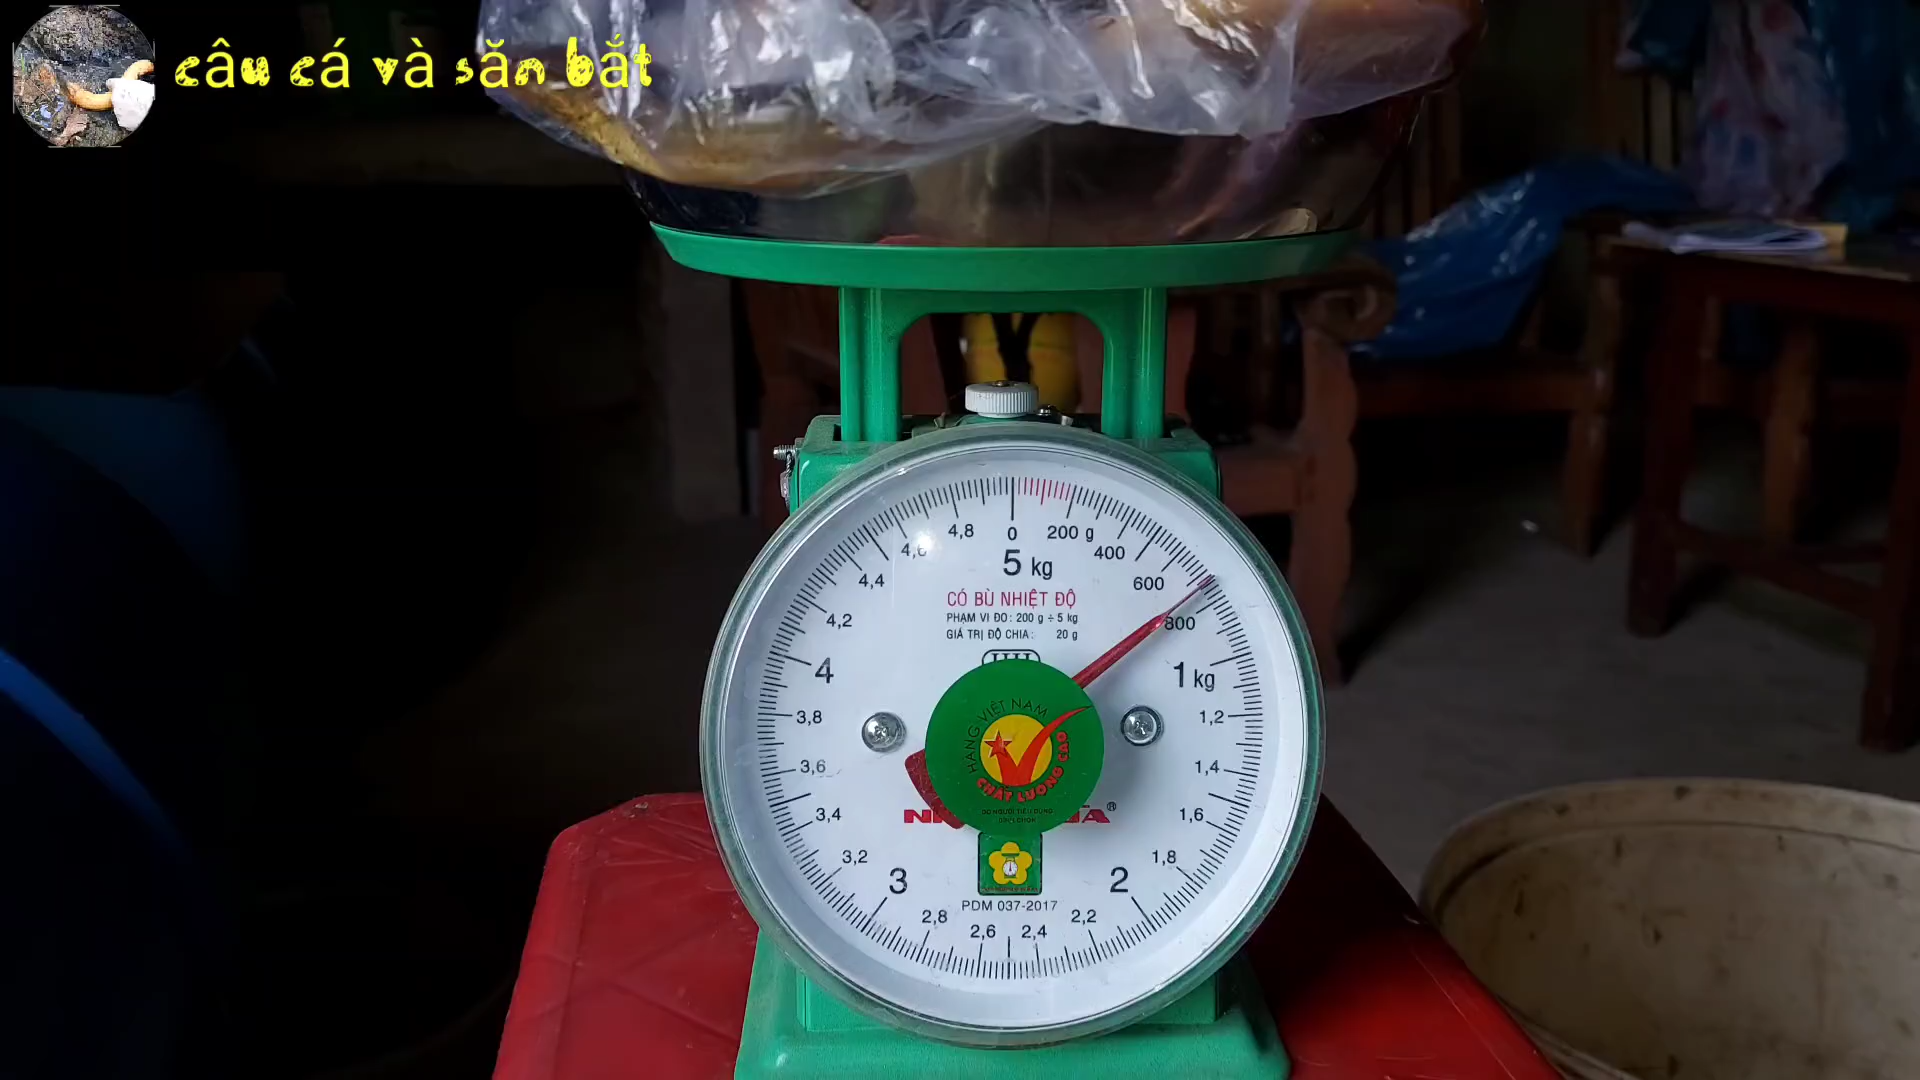 câu cá và săn bắt
0
5 kg
200 g
400
600
800
1 kg
1,2
1,4
1,6
1,8
2
2,2
2,4
2,6
2,8
3
3,2
3,4
3,6
3,8
4
4,2
4,4
4,6
4,8
CÓ BÙ NHIỆT ĐỘ
PHẠM VI ĐO: 200 g ÷ 5 kg
GIÁ TRỊ ĐỘ CHIA: 20 g
HÀNG VIỆT NAM
CHẤT LƯỢNG CAO
PDM 037-2017